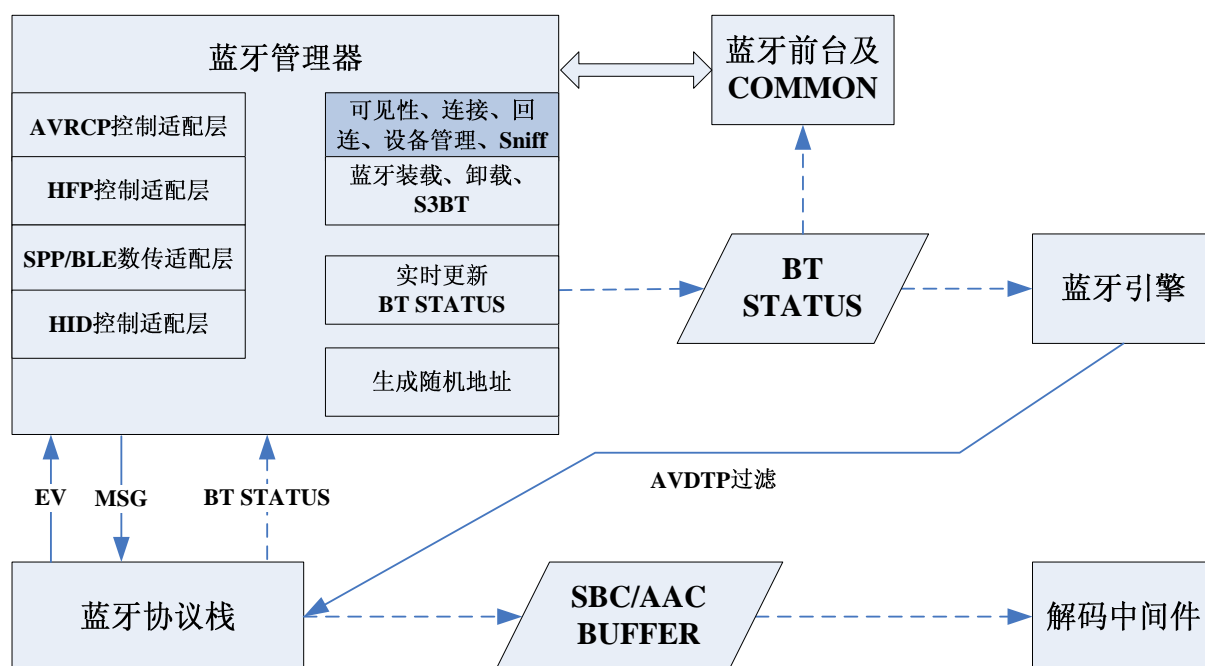 蓝牙管理器
AVRCP控制适配层
HFP控制适配层
SPP/BLE数传适配层
HID控制适配层
可见性、连接、回
连、设备管理、Sniff
蓝牙装载、卸载、
S3BT
实时更新
BT STATUS
生成随机地址
蓝牙前台及
COMMON
BT
STATUS
蓝牙引擎
EV
MSG
BT STATUS
AVDTP过滤
蓝牙协议栈
SBC/AAC
BUFFER
解码中间件